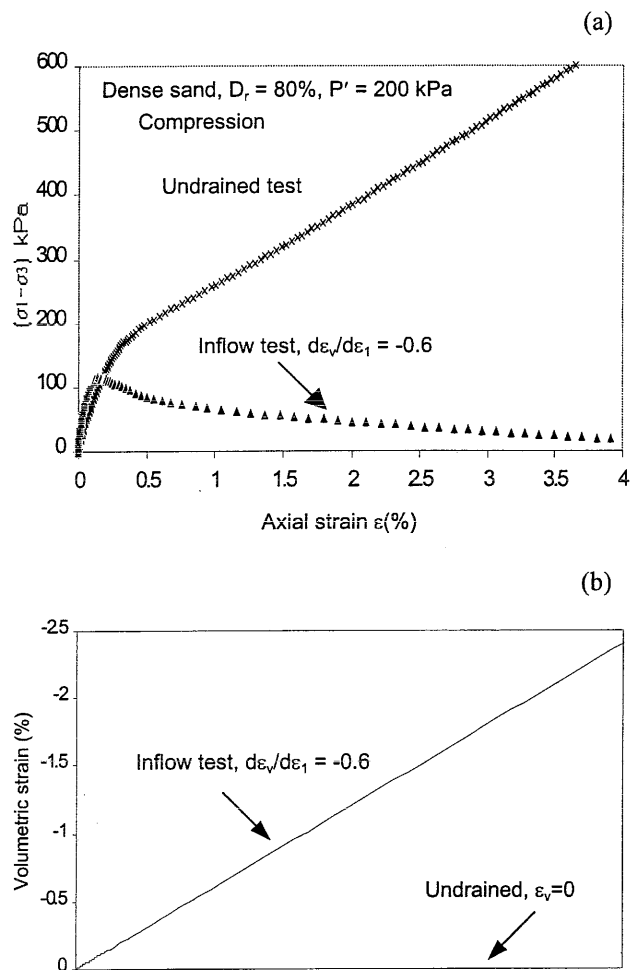 (a)
600
Dense sand, Dr = 80%, P' = 200 kPa
Compression
500
Undrained test
400
300
200
Inflow test, dεv/dε1 = -0.6
100
0
(σ1-σ3) kPa
0 0.5 1 1.5 2 2.5 3 3.5 4
Axial strain ε(%)
(b)
-25
-2
-1.5
Inflow test, dεv/dε1 = -0.6
-1
-0.5
Undrained, εv=0
0
Volumetric strain (%)